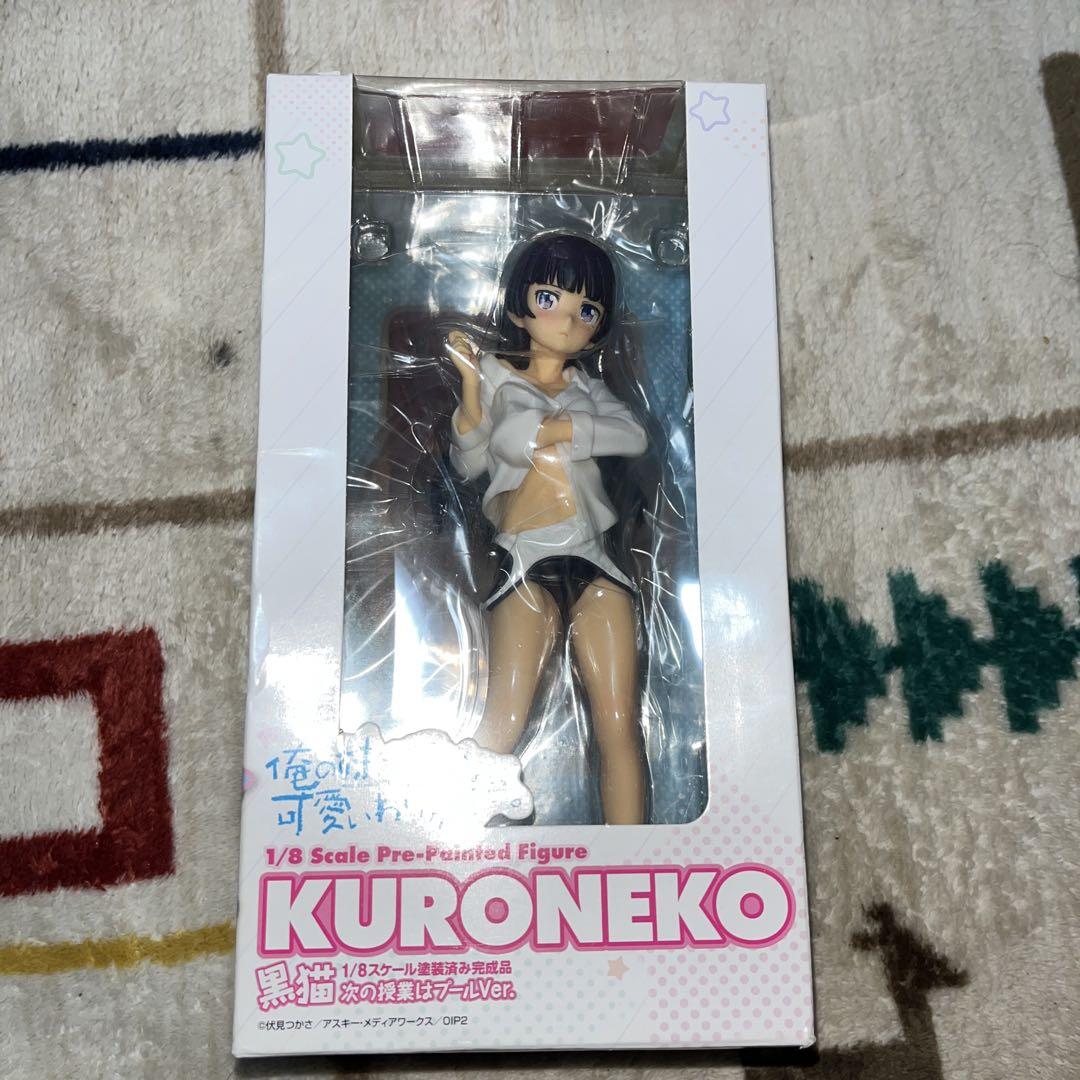 俺の
可愛いわ
1/8 Scale Pre-Painted Figure
KURONEKO
黒猫 1/8スケール塗装済み完成品
次の授業はプールVer.
©伏見つかさ／アスキー・メディアワークス／OIP2